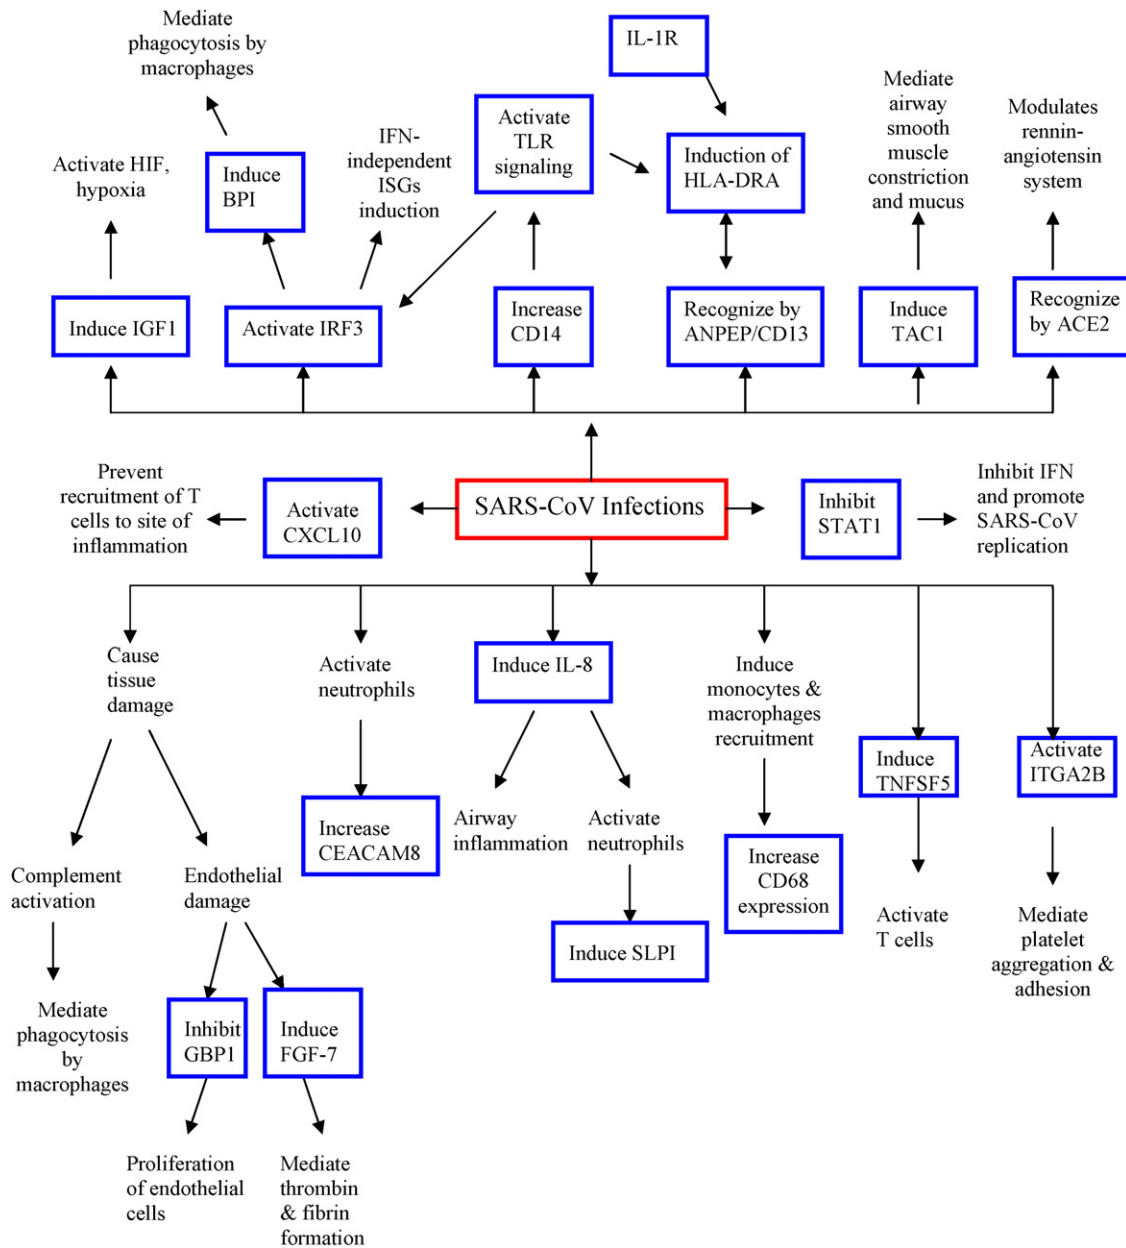 Mediate
phagocytosis by
macrophages
IL-1R
Activate
TLR
signaling
IFN-
independent
ISGs
induction
Mediate
airway
smooth
muscle
constriction
and mucus
Modulates
rennin-
angiotensin
system
Activate HIF,
hypoxia
Induce
BPI
Induction of
HLA-DRA
Induce IGF1
Activate IRF3
Increase
CD14
Recognize by
ANPEP/CD13
Induce
TAC1
Recognize
by ACE2
Prevent
recruitment of T
cells to site of
inflammation
Activate
CXCL10
SARS-CoV Infections
Inhibit
STAT1
Inhibit IFN
and promote
SARS-CoV
replication
Cause
tissue
damage
Activate
neutrophils
Induce IL-8
Induce
monocytes &
macrophages
recruitment
Induce
TNFSF5
Activate
ITGA2B
Increase
CEACAM8
Airway
inflammation
Activate
neutrophils
Increase
CD68
expression
Complement
activation
Endothelial
damage
Induce SLPI
Activate
T cells
Mediate
platelet
aggregation &
adhesion
Mediate
phagocytosis
by
macrophages
Inhibit
GBP1
Induce
FGF-7
Proliferation
of endothelial
cells
Mediate
thrombin
& fibrin
formation